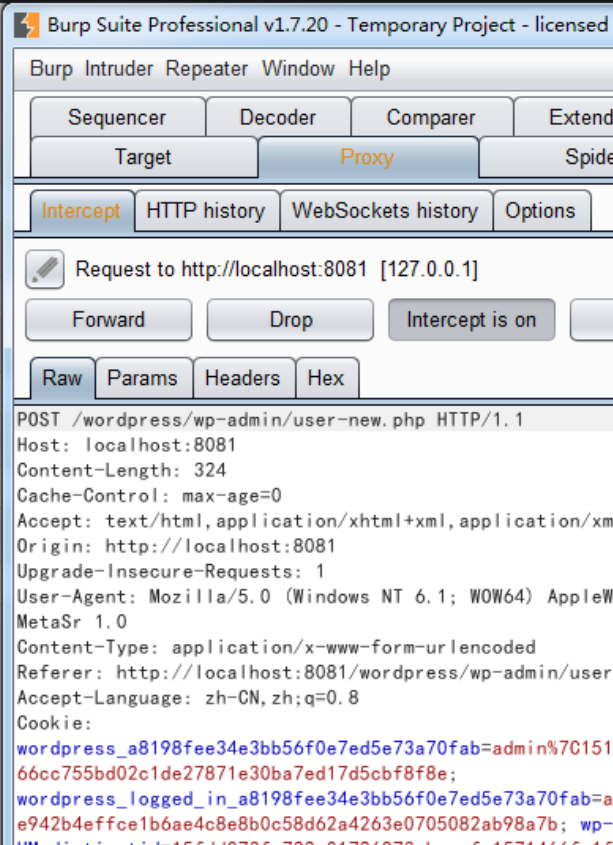 Burp Suite Professional v1.7.20 - Temporary Project - licensed
Burp Intruder Repeater Window Help
Sequencer Decoder Comparer Extend
Target Proxy Spide
Intercept HTTP history WebSockets history Options
Request to http://localhost:8081 [127.0.0.1]
Forward Drop Intercept is on
Raw Params Headers Hex
POST /wordpress/wp-admin/user-new.php HTTP/1.1
Host: localhost:8081
Content-Length: 324
Cache-Control: max-age=0
Accept: text/html,application/xhtml+xml,application/xm
Origin: http://localhost:8081
Upgrade-Insecure-Requests: 1
User-Agent: Mozilla/5.0 (Windows NT 6.1; WOW64) AppleW
MetaSr 1.0
Content-Type: application/x-www-form-urlencoded
Referer: http://localhost:8081/wordpress/wp-admin/user
Accept-Language: zh-CN,zh;q=0.8
Cookie:
wordpress_a8198fee34e3bb56f0e7ed5e73a70fab=admin%7C151
66cc755bd02c1de27871e30ba7ed17d5cbf8f8e;
wordpress_logged_in_a8198fee34e3bb56f0e7ed5e73a70fab=a
e942b4effce1b6ae4c8e8b0c58d62a4263e0705082ab98a7b; wp-